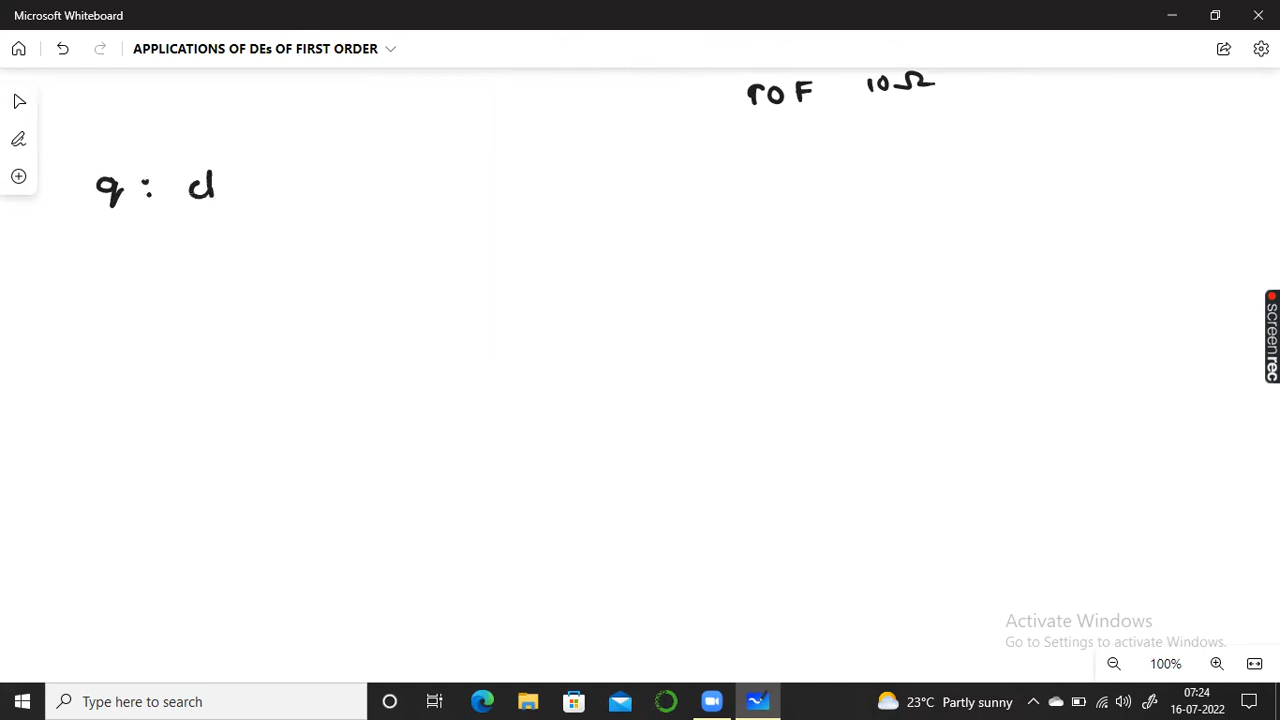 Microsoft Whiteboard
APPLICATIONS OF DEs OF FIRST ORDER
10 F 10Ω
q : d
screenrec
Activate Windows
Go to Settings to activate Windows.
100%
Type here to search
23°C Partly sunny
07:24
16-07-2022